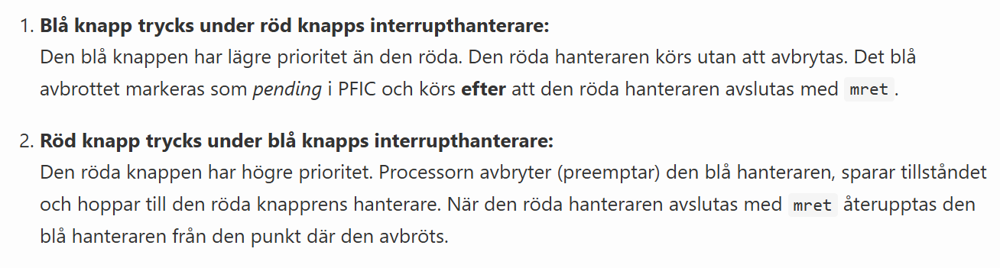 1. Blå knapp trycks under röd knapps interrupthanterare:
Den blå knappen har lägre prioritet än den röda. Den röda hanteraren körs utan att avbrytas. Det blå
avbrottet markeras som pending i PFIC och körs efter att den röda hanteraren avslutas med mret.
2. Röd knapp trycks under blå knapps interrupthanterare:
Den röda knappen har högre prioritet. Processorn avbryter (preemptar) den blå hanteraren, sparar tillståndet
och hoppar till den röda knapprens hanterare. När den röda hanteraren avslutas med mret återupptas den
blå hanteraren från den punkt där den avbröts.